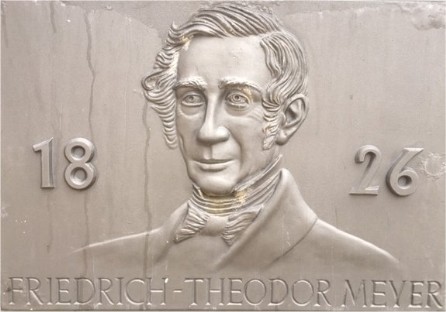 18 26
FRIEDRICH-THEODOR MEYER